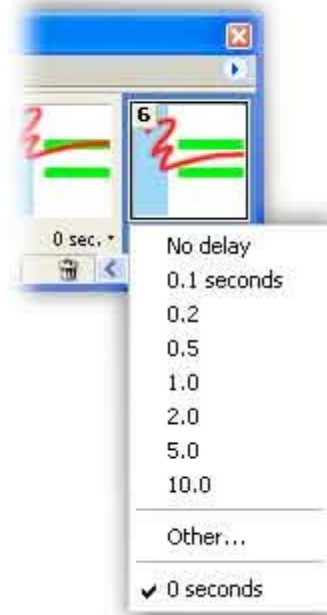 6
0 sec.
No delay
0.1 seconds
0.2
0.5
1.0
2.0
5.0
10.0
Other...
0 seconds